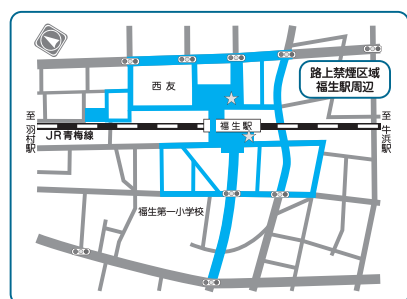 路上禁煙区域
福生駅周辺
西友
至 羽村駅
福生駅
至 牛浜駅
JR青梅線
福生第一小学校